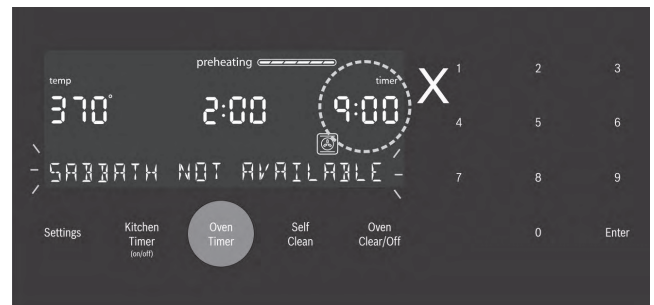 preheating
temp
timer
370°
2:00
9:00
X
SABBATH NOT AVAILABLE
Settings
Kitchen
Timer
(on/off)
Oven
Timer
Self
Clean
Oven
Clear/Off
1 2 3
4 5 6
7 8 9
0 Enter